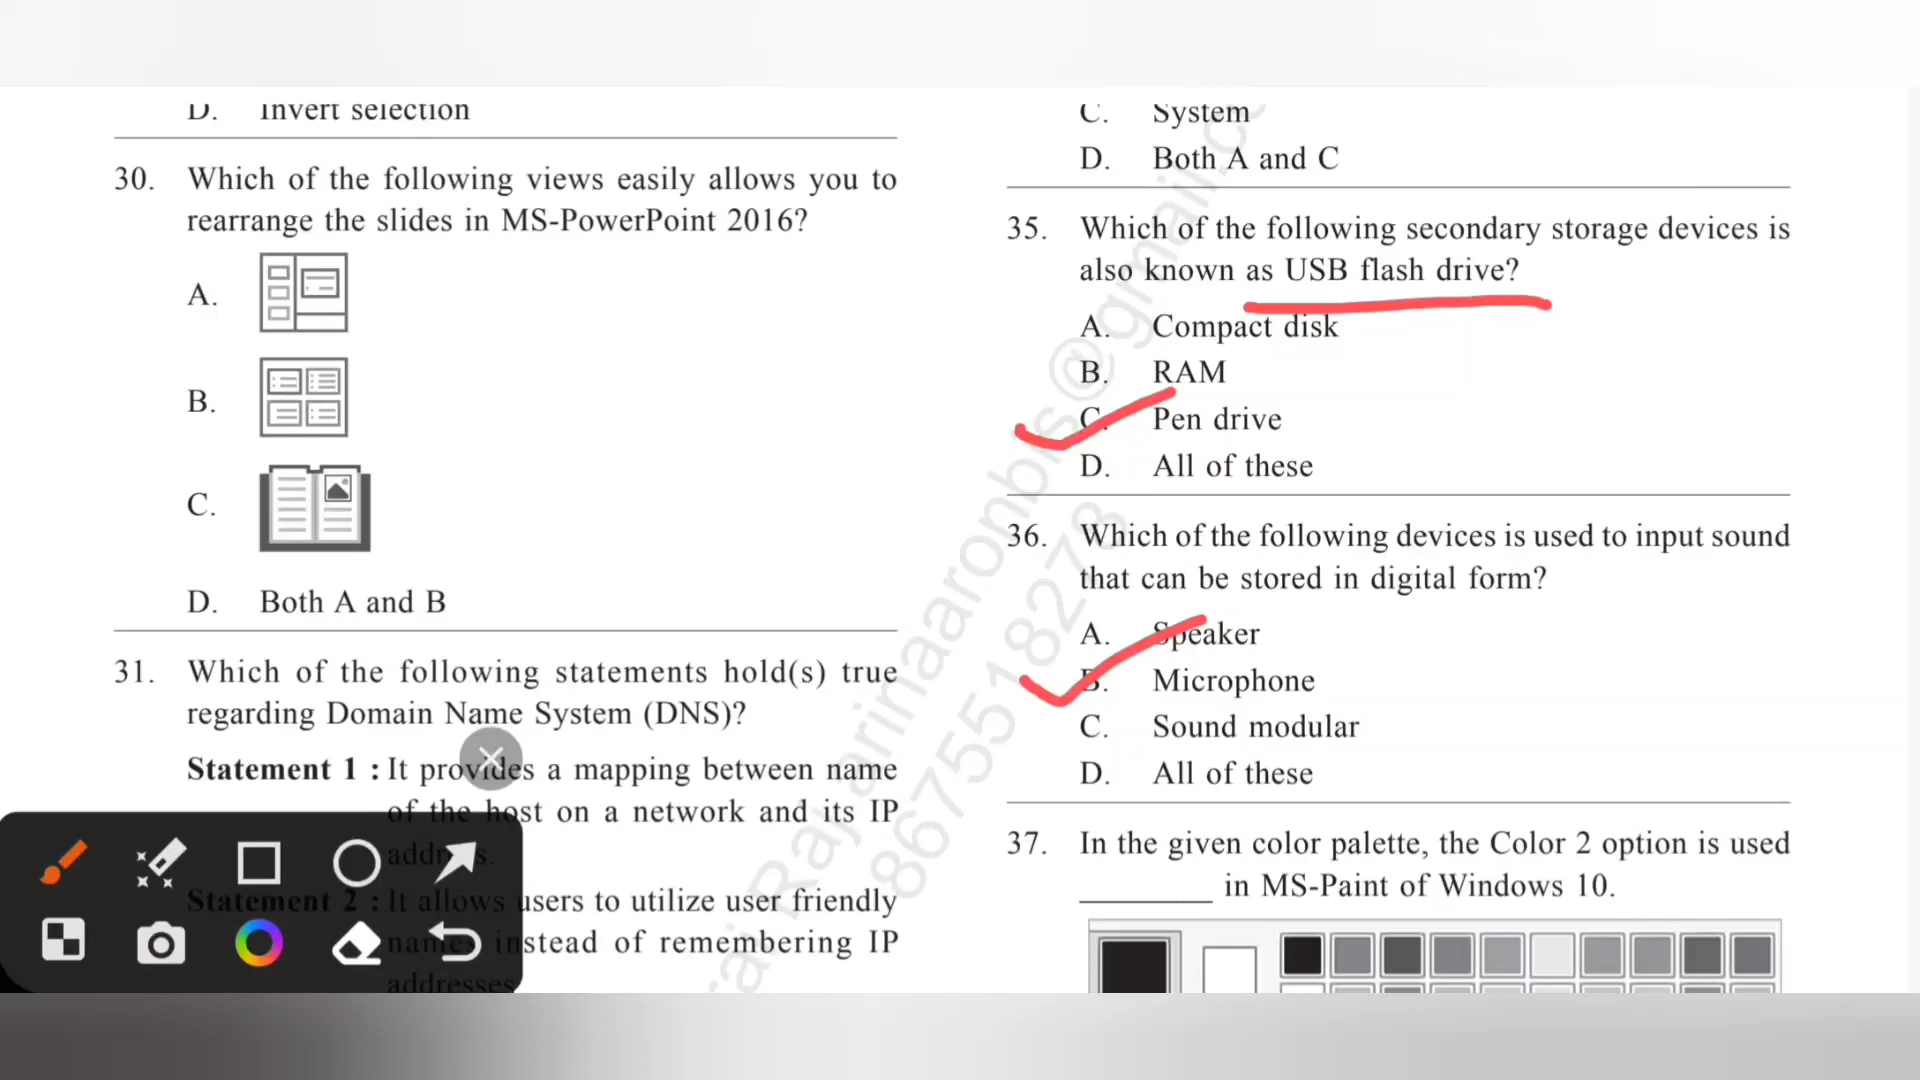 D. Invert selection
30. Which of the following views easily allows you to
rearrange the slides in MS-PowerPoint 2016?
A.
B.
C.
D. Both A and B
31. Which of the following statements hold(s) true
regarding Domain Name System (DNS)?
Statement 1 : It provides a mapping between name
of the host on a network and its IP
address.
Statement 2 : It allows users to utilize user friendly
names instead of remembering IP
addresses
C. System
D. Both A and C
35. Which of the following secondary storage devices is
also known as USB flash drive?
A. Compact disk
B. RAM
C. Pen drive
D. All of these
36. Which of the following devices is used to input sound
that can be stored in digital form?
A. Speaker
B. Microphone
C. Sound modular
D. All of these
37. In the given color palette, the Color 2 option is used
________ in MS-Paint of Windows 10.
8675518278